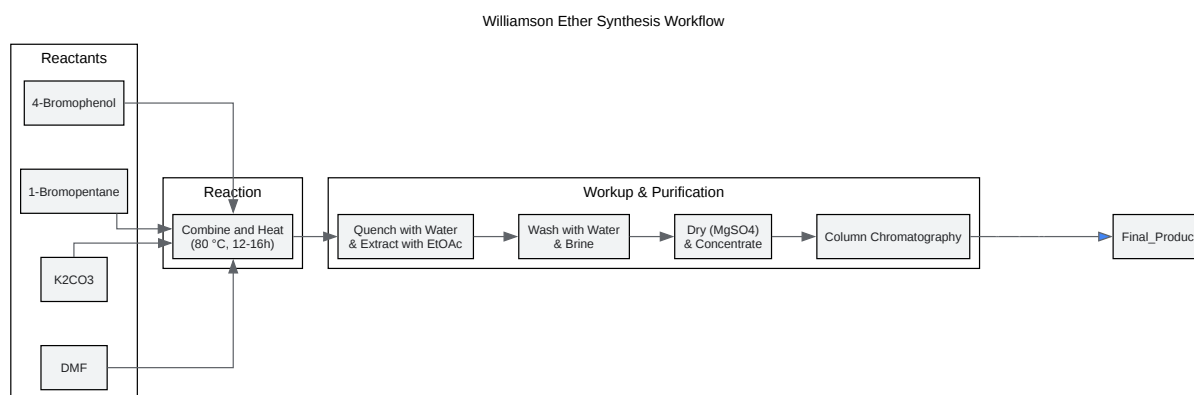 Williamson Ether Synthesis Workflow
Reactants
4-Bromophenol
1-Bromopentane
K2CO3
DMF
Reaction
Combine and Heat
(80 °C, 12-16h)
Workup & Purification
Quench with Water
& Extract with EtOAc
Wash with Water
& Brine
Dry (MgSO4)
& Concentrate
Column Chromatography
Final_Produc